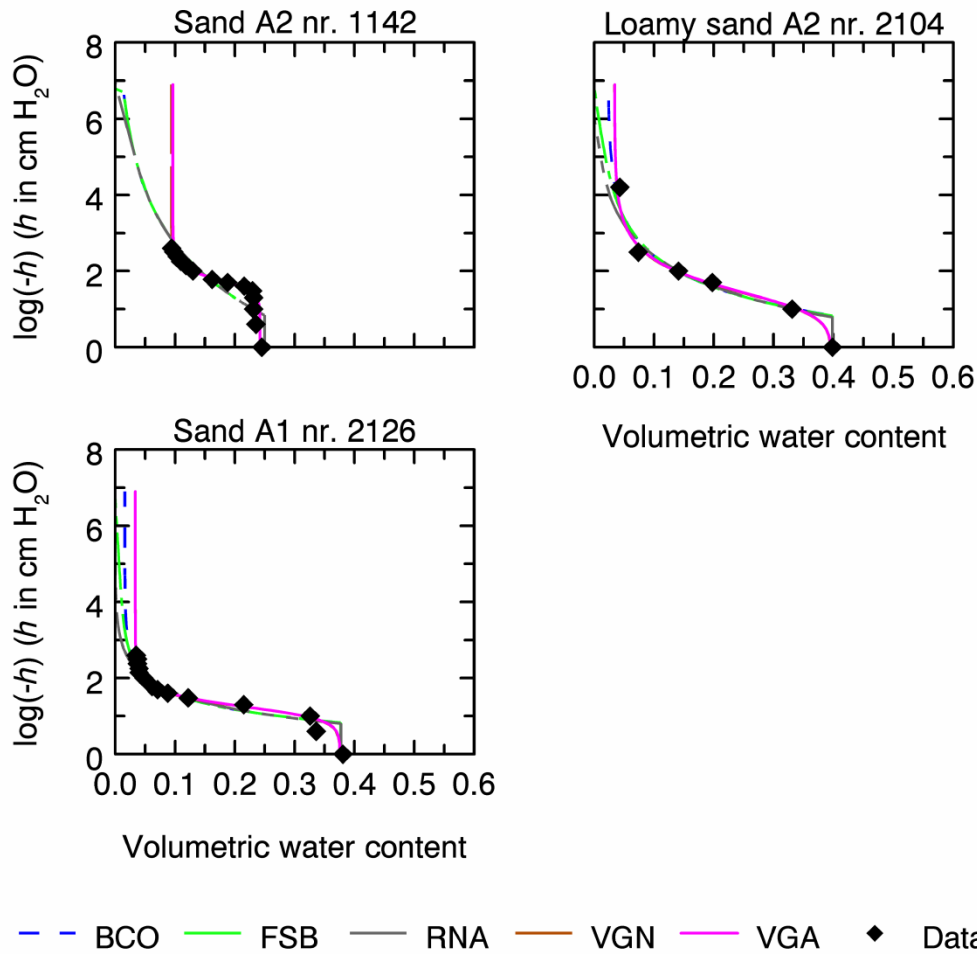 Sand A2 nr. 1142
Loamy sand A2 nr. 2104
log(-h) (h in cm H₂O)
8
6
4
2
0
0.0 0.1 0.2 0.3 0.4 0.5 0.6
Volumetric water content
Sand A1 nr. 2126
log(-h) (h in cm H₂O)
8
6
4
2
0
0.0 0.1 0.2 0.3 0.4 0.5 0.6
Volumetric water content
BCO FSB RNA VGN VGA Data